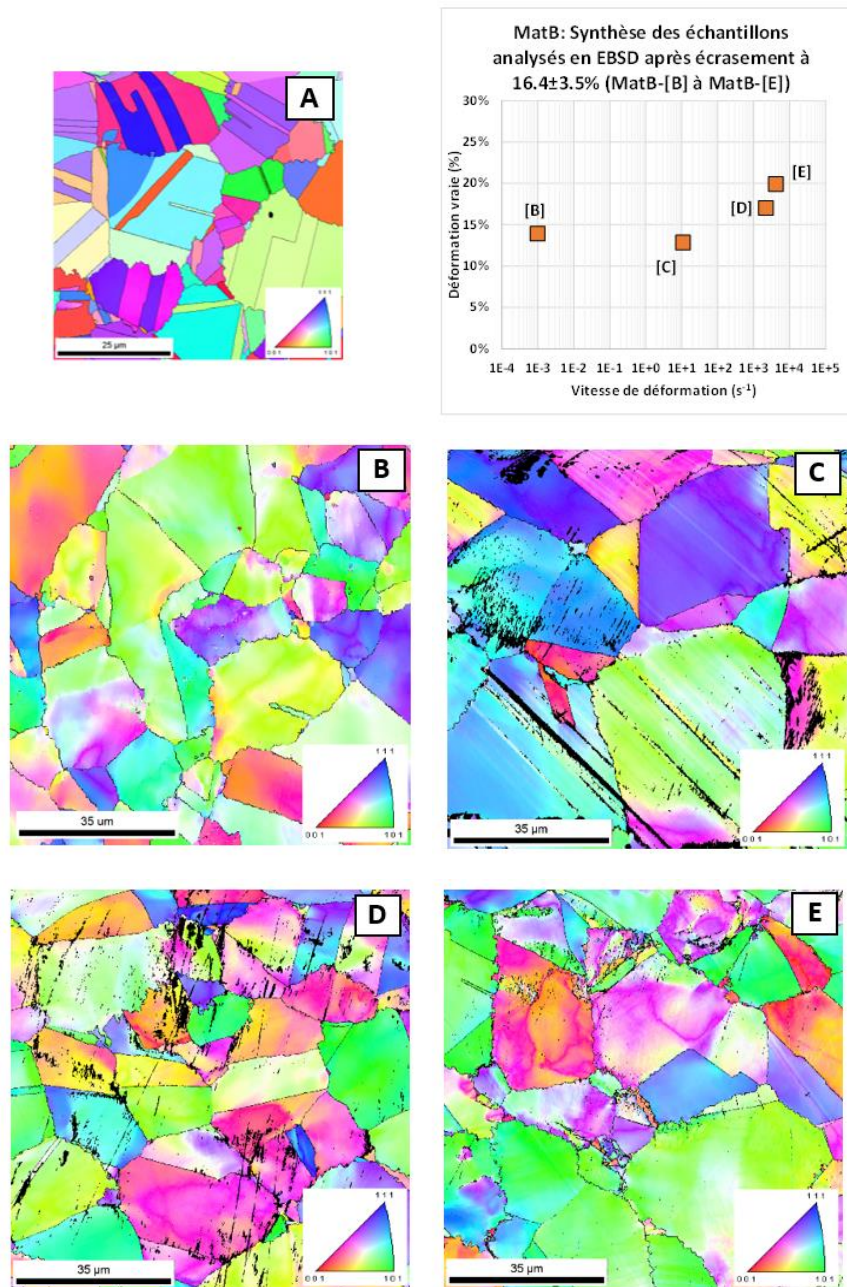 A
25 µm
111
001
101
MatB: Synthèse des échantillons
analysés en EBSD après écrasement à
16.4±3.5% (MatB-[B] à MatB-[E])
Déformation vraie (%)
30%
25%
20%
15%
10%
5%
0%
[B]
[C]
[D]
[E]
1E-4 1E-3 1E-2 1E-1 1E+0 1E+1 1E+2 1E+3 1E+4 1E+5
Vitesse de déformation (s⁻¹)
B
35 um
111
001 101
C
35 µm
111
001 101
D
35 µm
111
001 101
E
35 µm
111
001 101